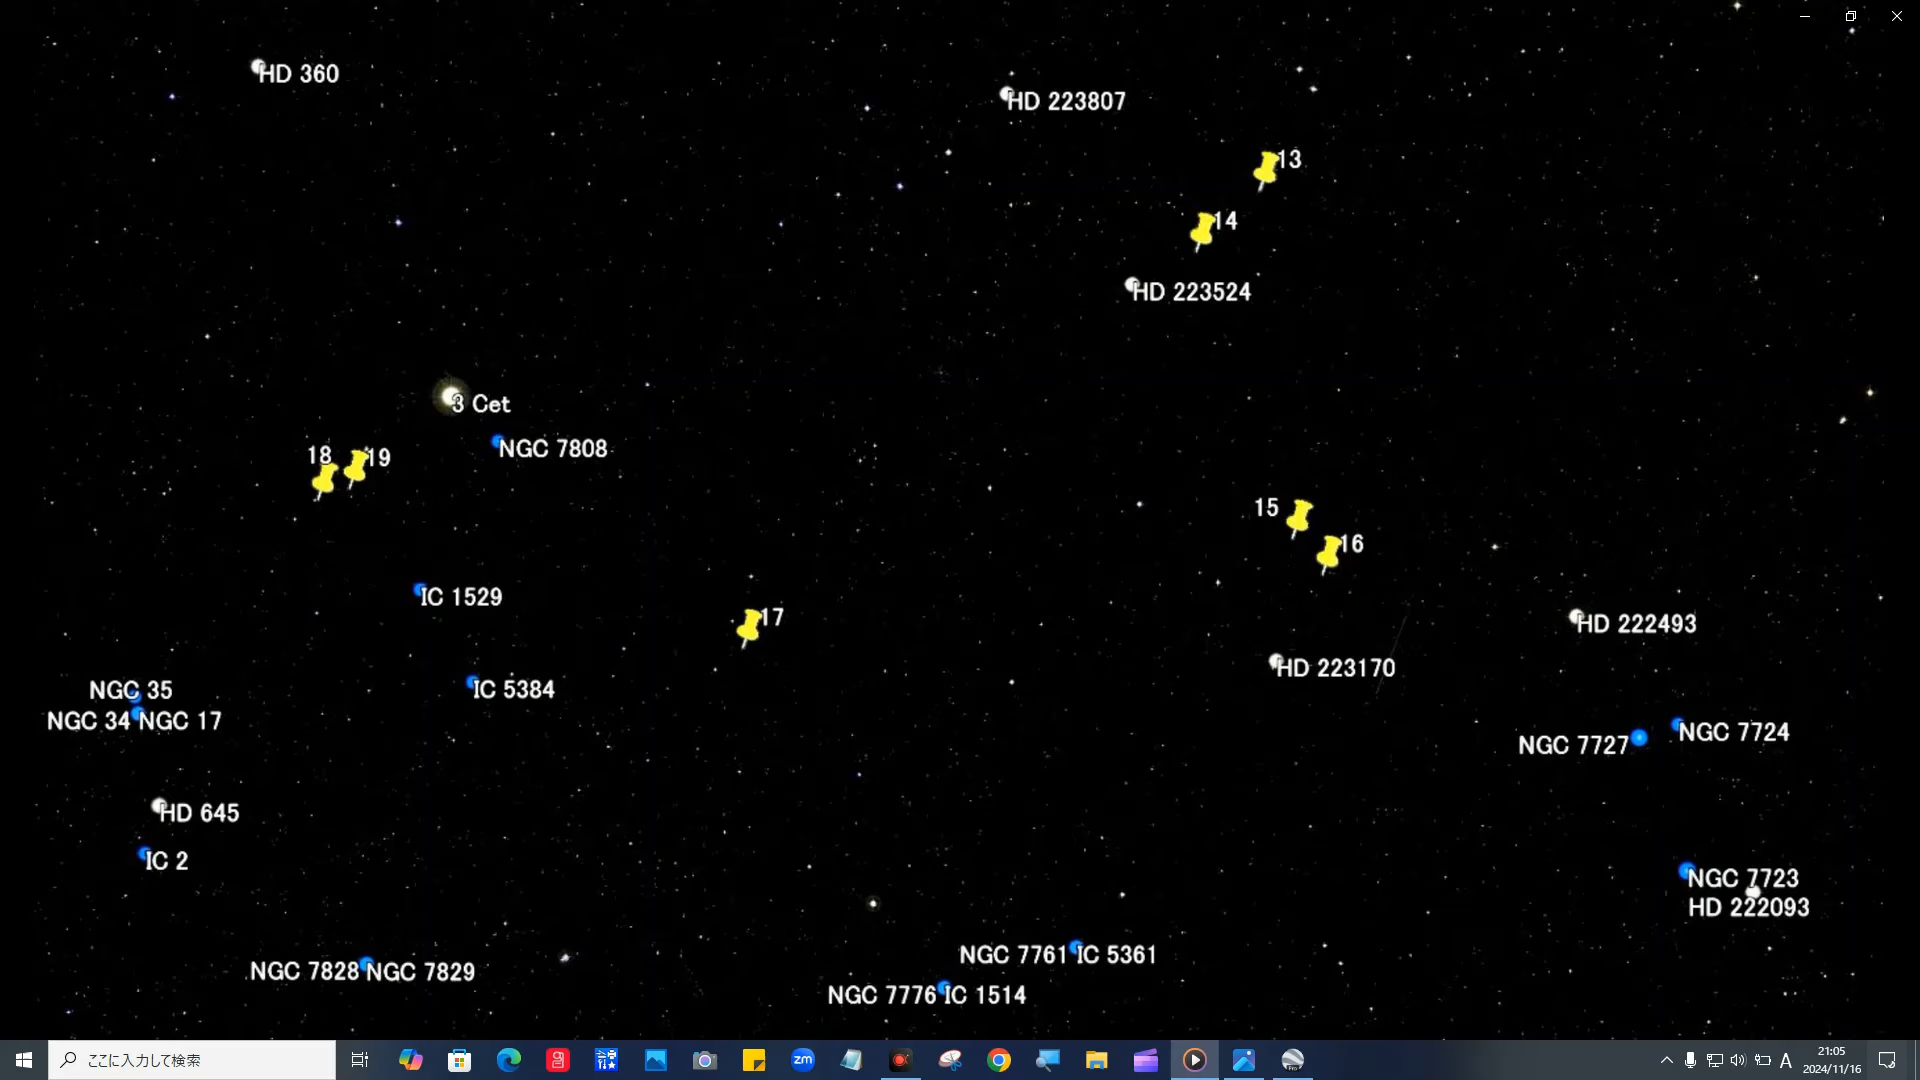 HD 360
HD 223807
13
14
HD 223524
3 Cet
NGC 7808
18
19
15
16
IC 1529
17
HD 222493
HD 223170
NGC 35
IC 5384
NGC 34 NGC 17
NGC 7724
NGC 7727
HD 645
IC 2
NGC 7723
HD 222093
NGC 7761 IC 5361
NGC 7828 NGC 7829
NGC 7776 IC 1514
ここに入力して検索
zm
Pro
A
21:05
2024/11/16